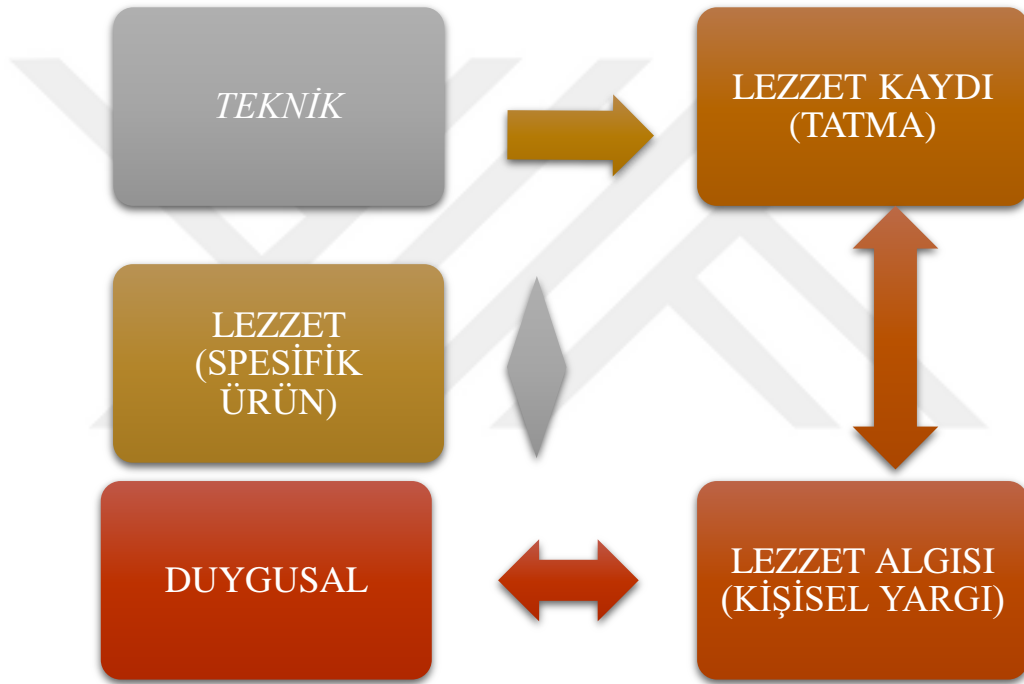 TEKNİK
LEZZET KAYDI
(TATMA)
LEZZET
(SPESİFİK
ÜRÜN)
DUYGUSAL
LEZZET ALGISI
(KİŞİSEL YARGI)